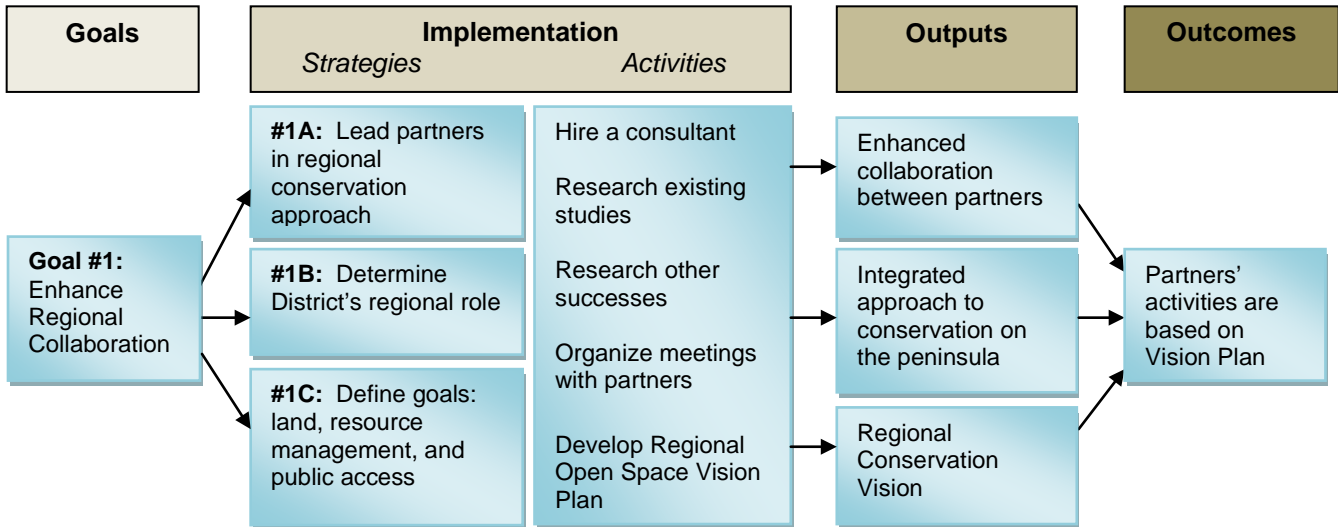 Goals
Implementation
Strategies
Activities
Outputs
Outcomes
Goal #1:
Enhance
Regional
Collaboration
#1A: Lead partners
in regional
conservation
approach
#1B: Determine
District’s regional role
#1C: Define goals:
land, resource
management, and
public access
Hire a consultant
Research existing
studies
Research other
successes
Organize meetings
with partners
Develop Regional
Open Space Vision
Plan
Enhanced
collaboration
between partners
Integrated
approach to
conservation on
the peninsula
Regional
Conservation
Vision
Partners’
activities are
based on
Vision Plan